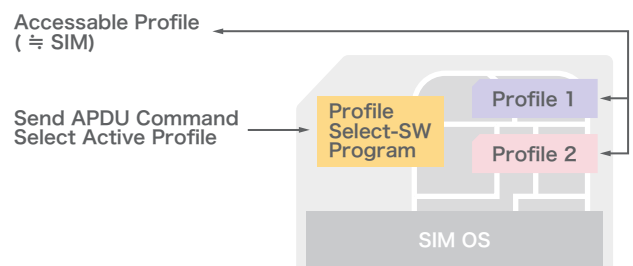 Accessable Profile
( ≒ SIM)
Send APDU Command
Select Active Profile
Profile
Select-SW
Program
Profile 1
Profile 2
SIM OS